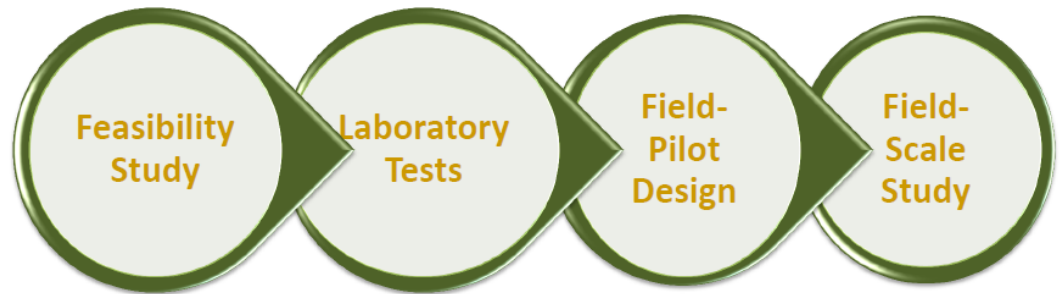 Feasibility
Study
Laboratory
Tests
Field-
Pilot
Design
Field-
Scale
Study